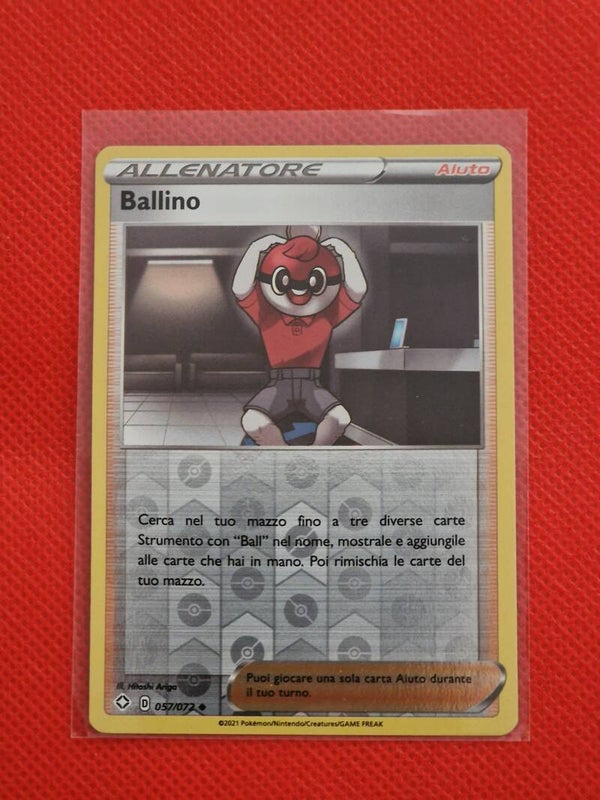 ALLENATORE Aiuto
Ballino
Cerca nel tuo mazzo fino a tre diverse carte
Strumento con “Ball” nel nome, mostrale e aggiungile
alle carte che hai in mano. Poi rimischia le carte del
tuo mazzo.
Puoi giocare una sola carta Aiuto durante
il tuo turno.
Ill. Hitoshi Ariga
D 057/072
©2021 Pokémon/Nintendo/Creatures/GAME FREAK